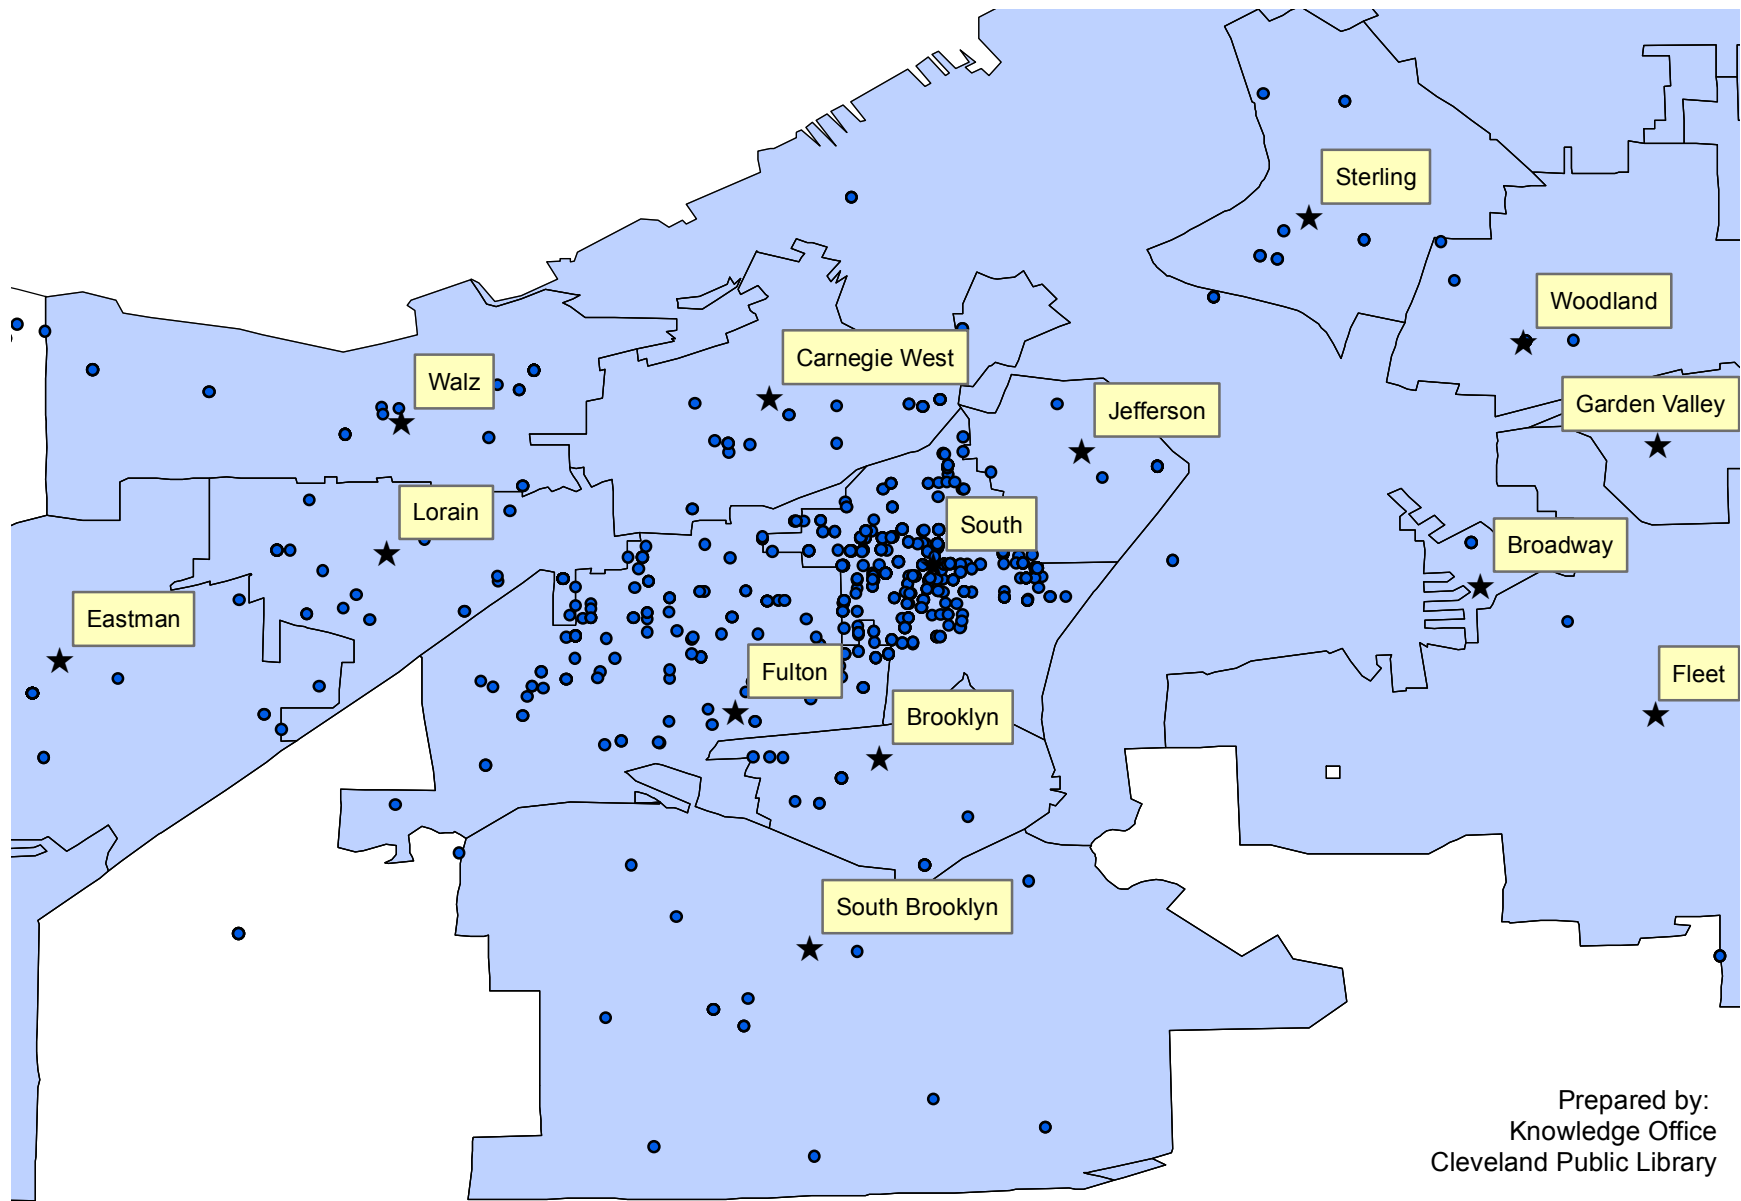 Sterling
Woodland
Carnegie West
Walz
Garden Valley
Jefferson
Lorain
South
Broadway
Eastman
Fulton
Fleet
Brooklyn
South Brooklyn
Prepared by:
Knowledge Office
Cleveland Public Library